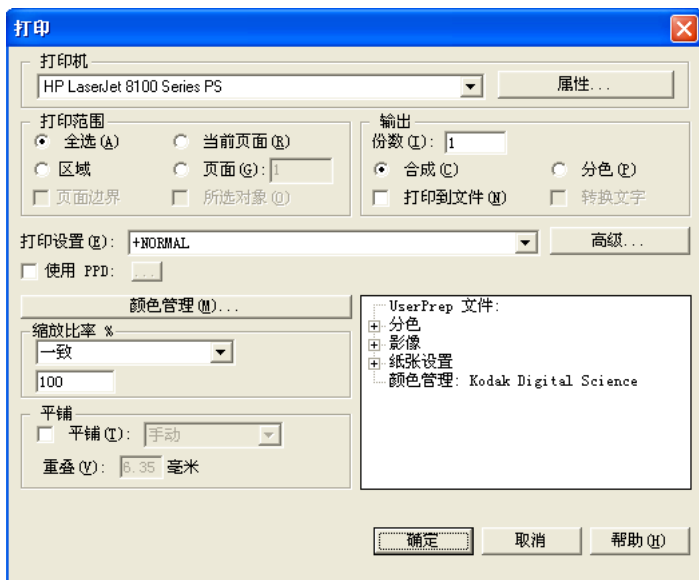 打印
打印机
HP LaserJet 8100 Series PS
属性...
打印范围
全选(A)
当前页面(R)
区域
页面(G):
1
页面边界
所选对象(O)
输出
份数(I):
1
合成(C)
分色(P)
打印到文件(N)
转换文字
打印设置(E):
+NORMAL
高级...
使用 PPD:
...
颜色管理(M)...
缩放比率 %
一致
100
平铺
平铺(T):
手动
重叠(V):
6.35
毫米
UserPrep 文件:
分色
影像
纸张设置
颜色管理: Kodak Digital Science
确定
取消
帮助(H)